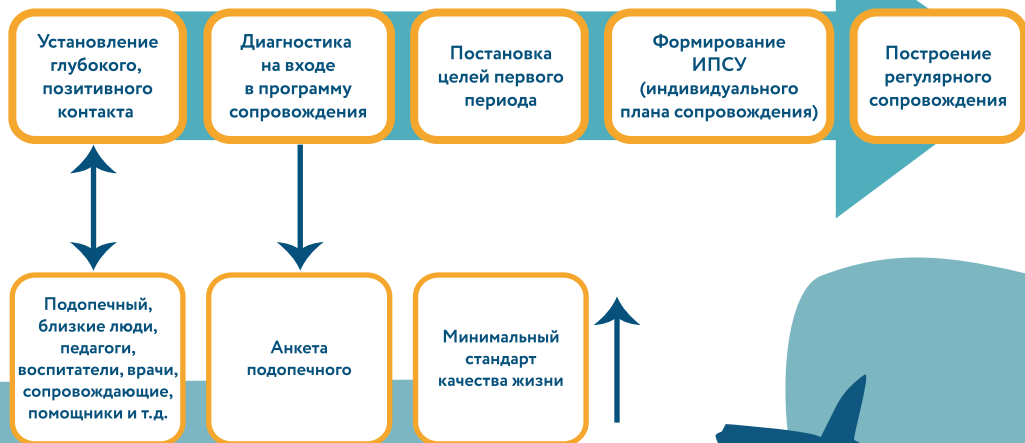 Установление
глубокого,
позитивного
контакта
Диагностика
на входе
в программу
сопровождения
Постановка
целей первого
периода
Формирование
ИПСУ
(индивидуального
плана сопровождения)
Построение
регулярного
сопровождения
Подопечный,
близкие люди,
педагоги,
воспитатели, врачи,
сопровождающие,
помощники и т.д.
Анкета
подопечного
Минимальный
стандарт
качества жизни